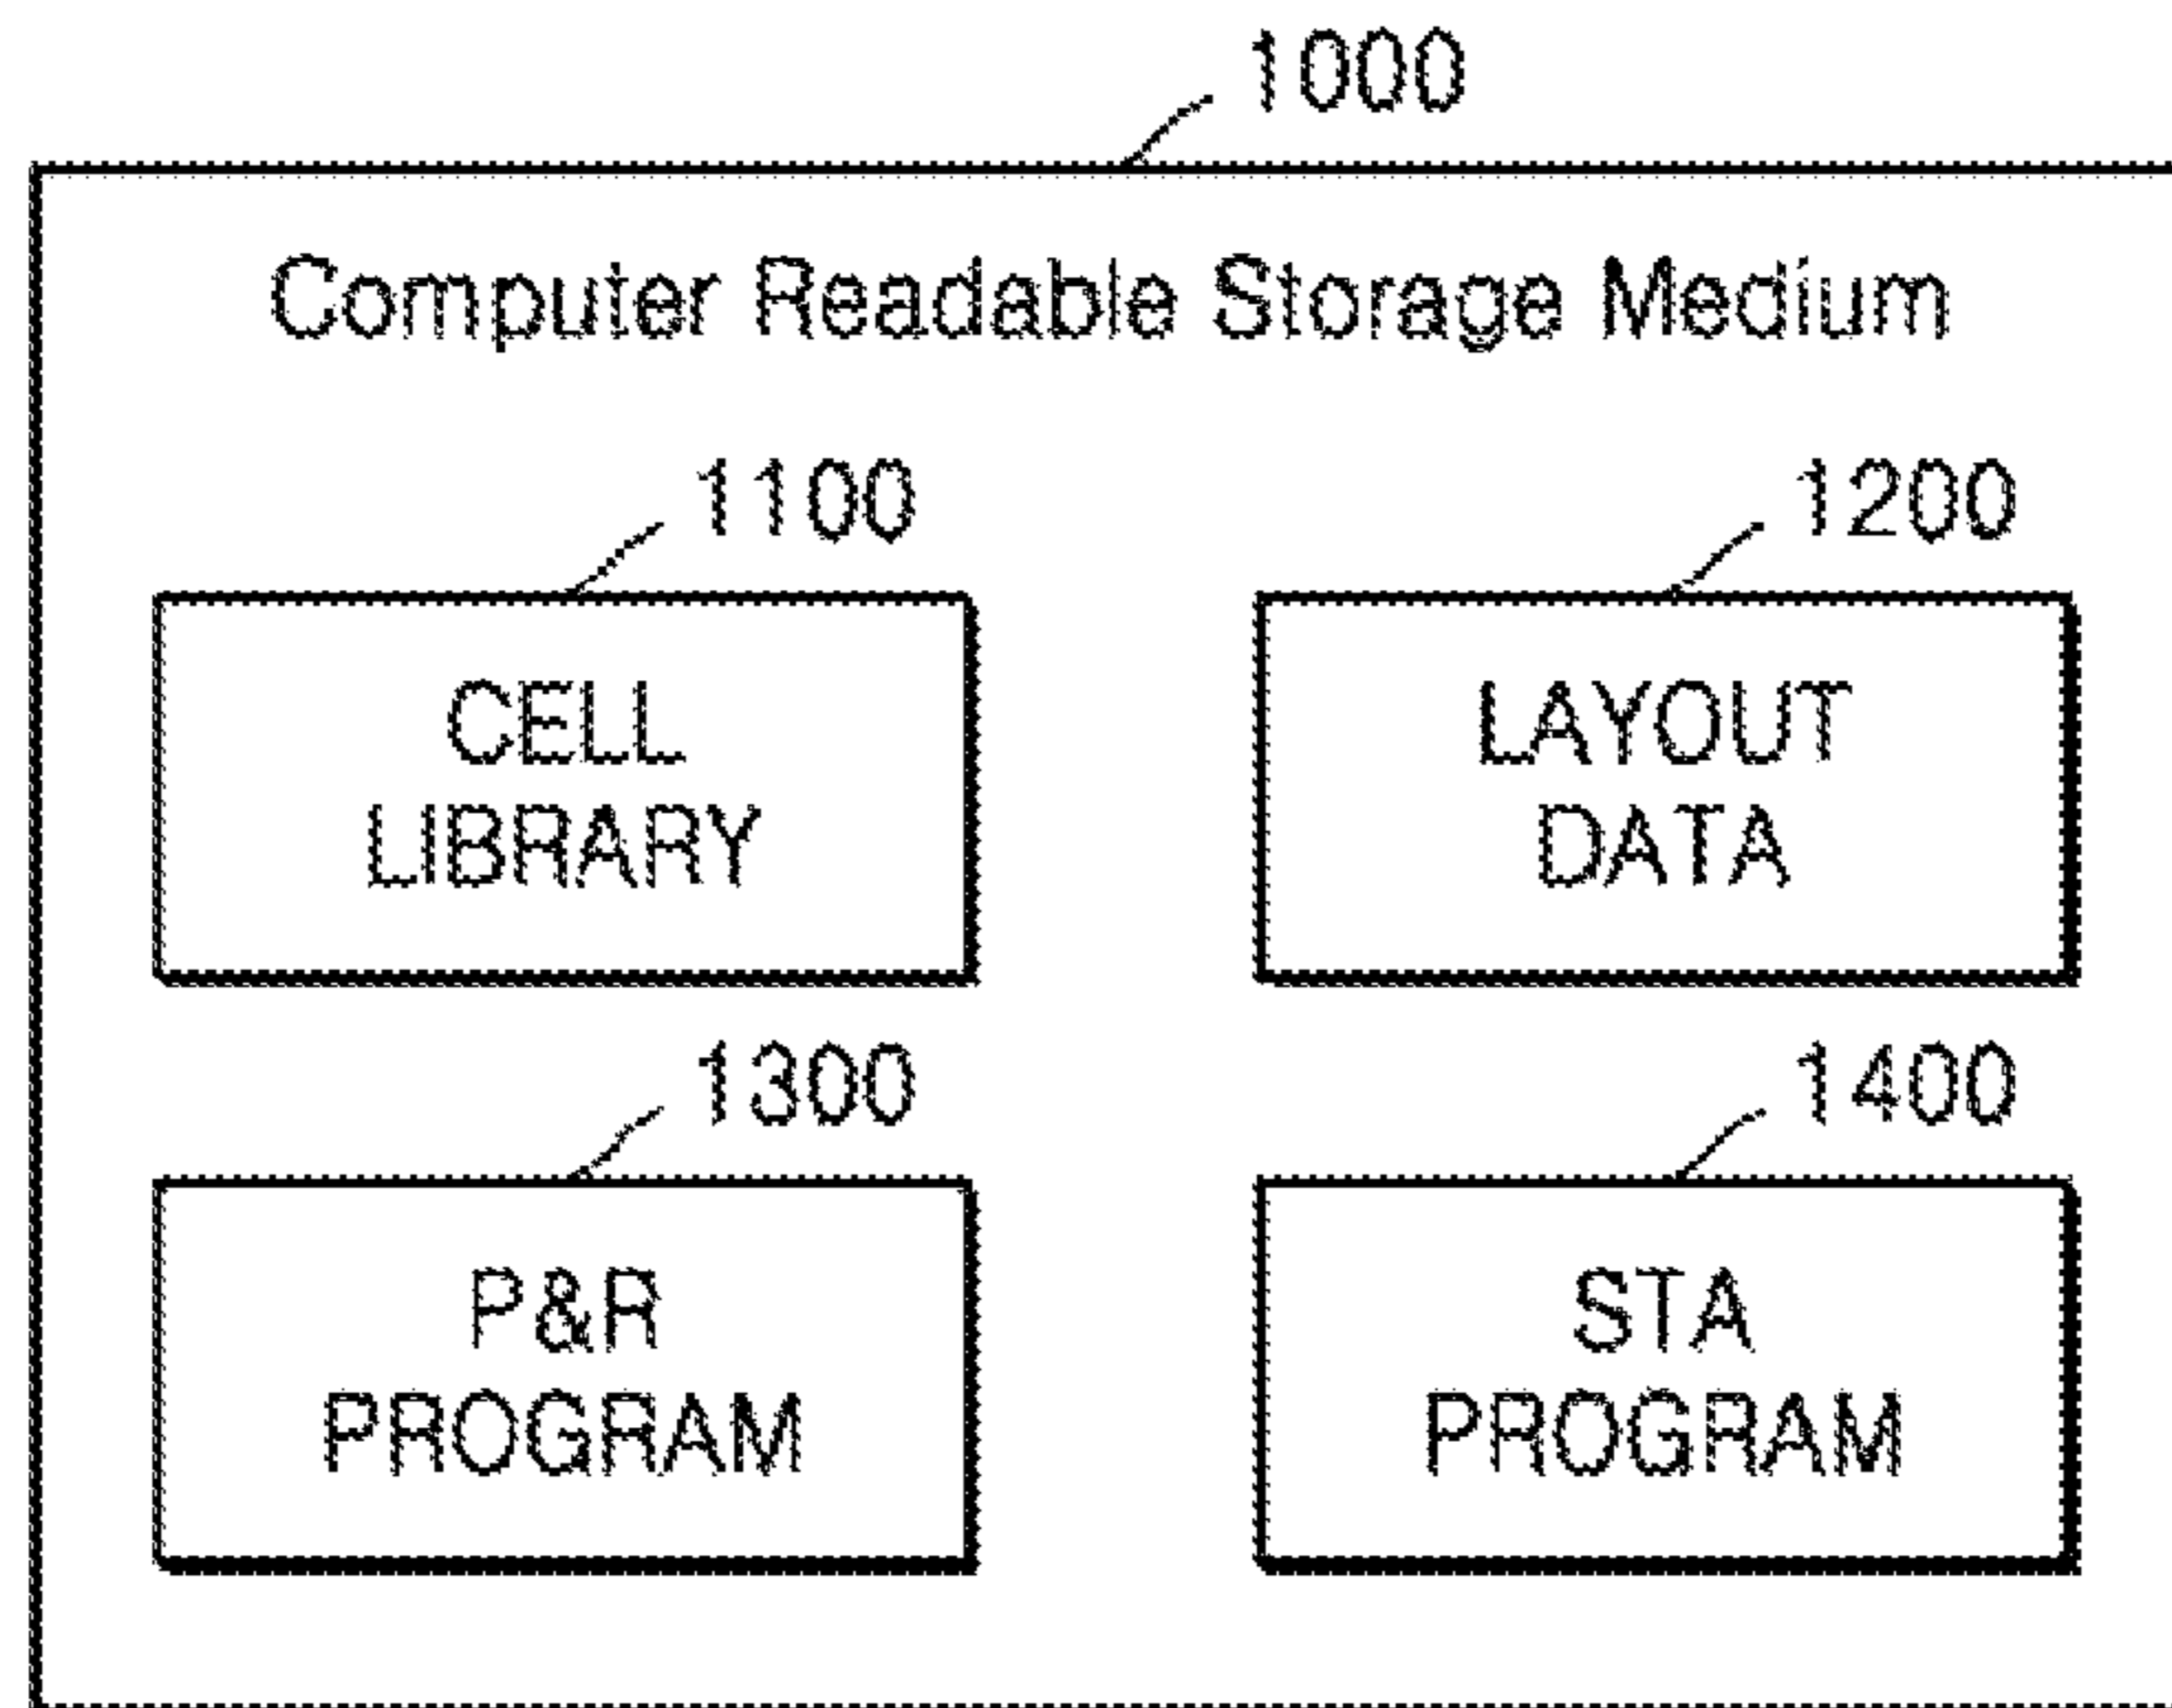 1000
Computer Readable Storage Medium
1100
1200
CELL
LIBRARY
LAYOUT
DATA
1300
1400
P&R
PROGRAM
STA
PROGRAM